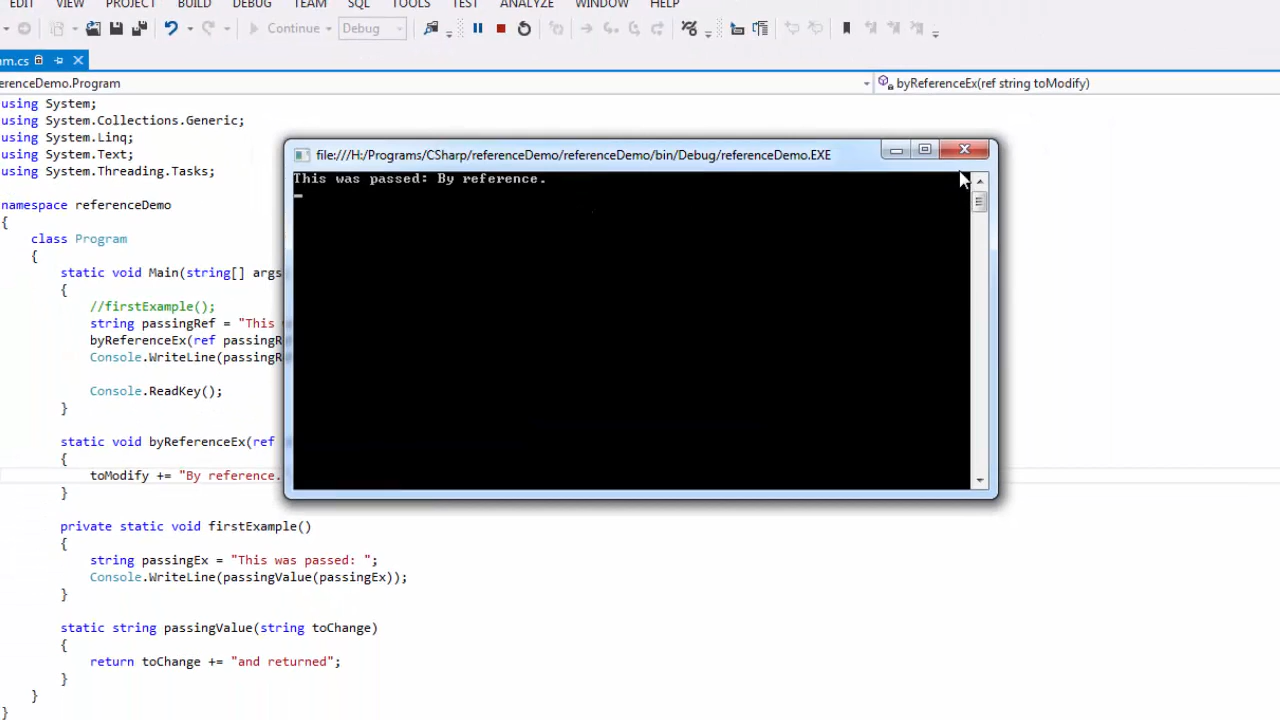 EDIT VIEW PROJECT BUILD DEBUG TEAM SQL TOOLS TEST ANALYZE WINDOW HELP
Continue Debug
am.cs
erenceDemo.Program byReferenceEx(ref string toModify)
using System;
using System.Collections.Generic;
using System.Linq;
using System.Text;
using System.Threading.Tasks;
file:///H:/Programs/CSharp/referenceDemo/referenceDemo/bin/Debug/referenceDemo.EXE
This was passed: By reference.
namespace referenceDemo
{
class Program
{
static void Main(string[] args
{
//firstExample();
string passingRef = "This
byReferenceEx(ref passingR
Console.WriteLine(passingR
Console.ReadKey();
}
static void byReferenceEx(ref
{
toModify += "By reference.
}
private static void firstExample()
{
string passingEx = "This was passed: ";
Console.WriteLine(passingValue(passingEx));
}
static string passingValue(string toChange)
{
return toChange += "and returned";
}
}
}